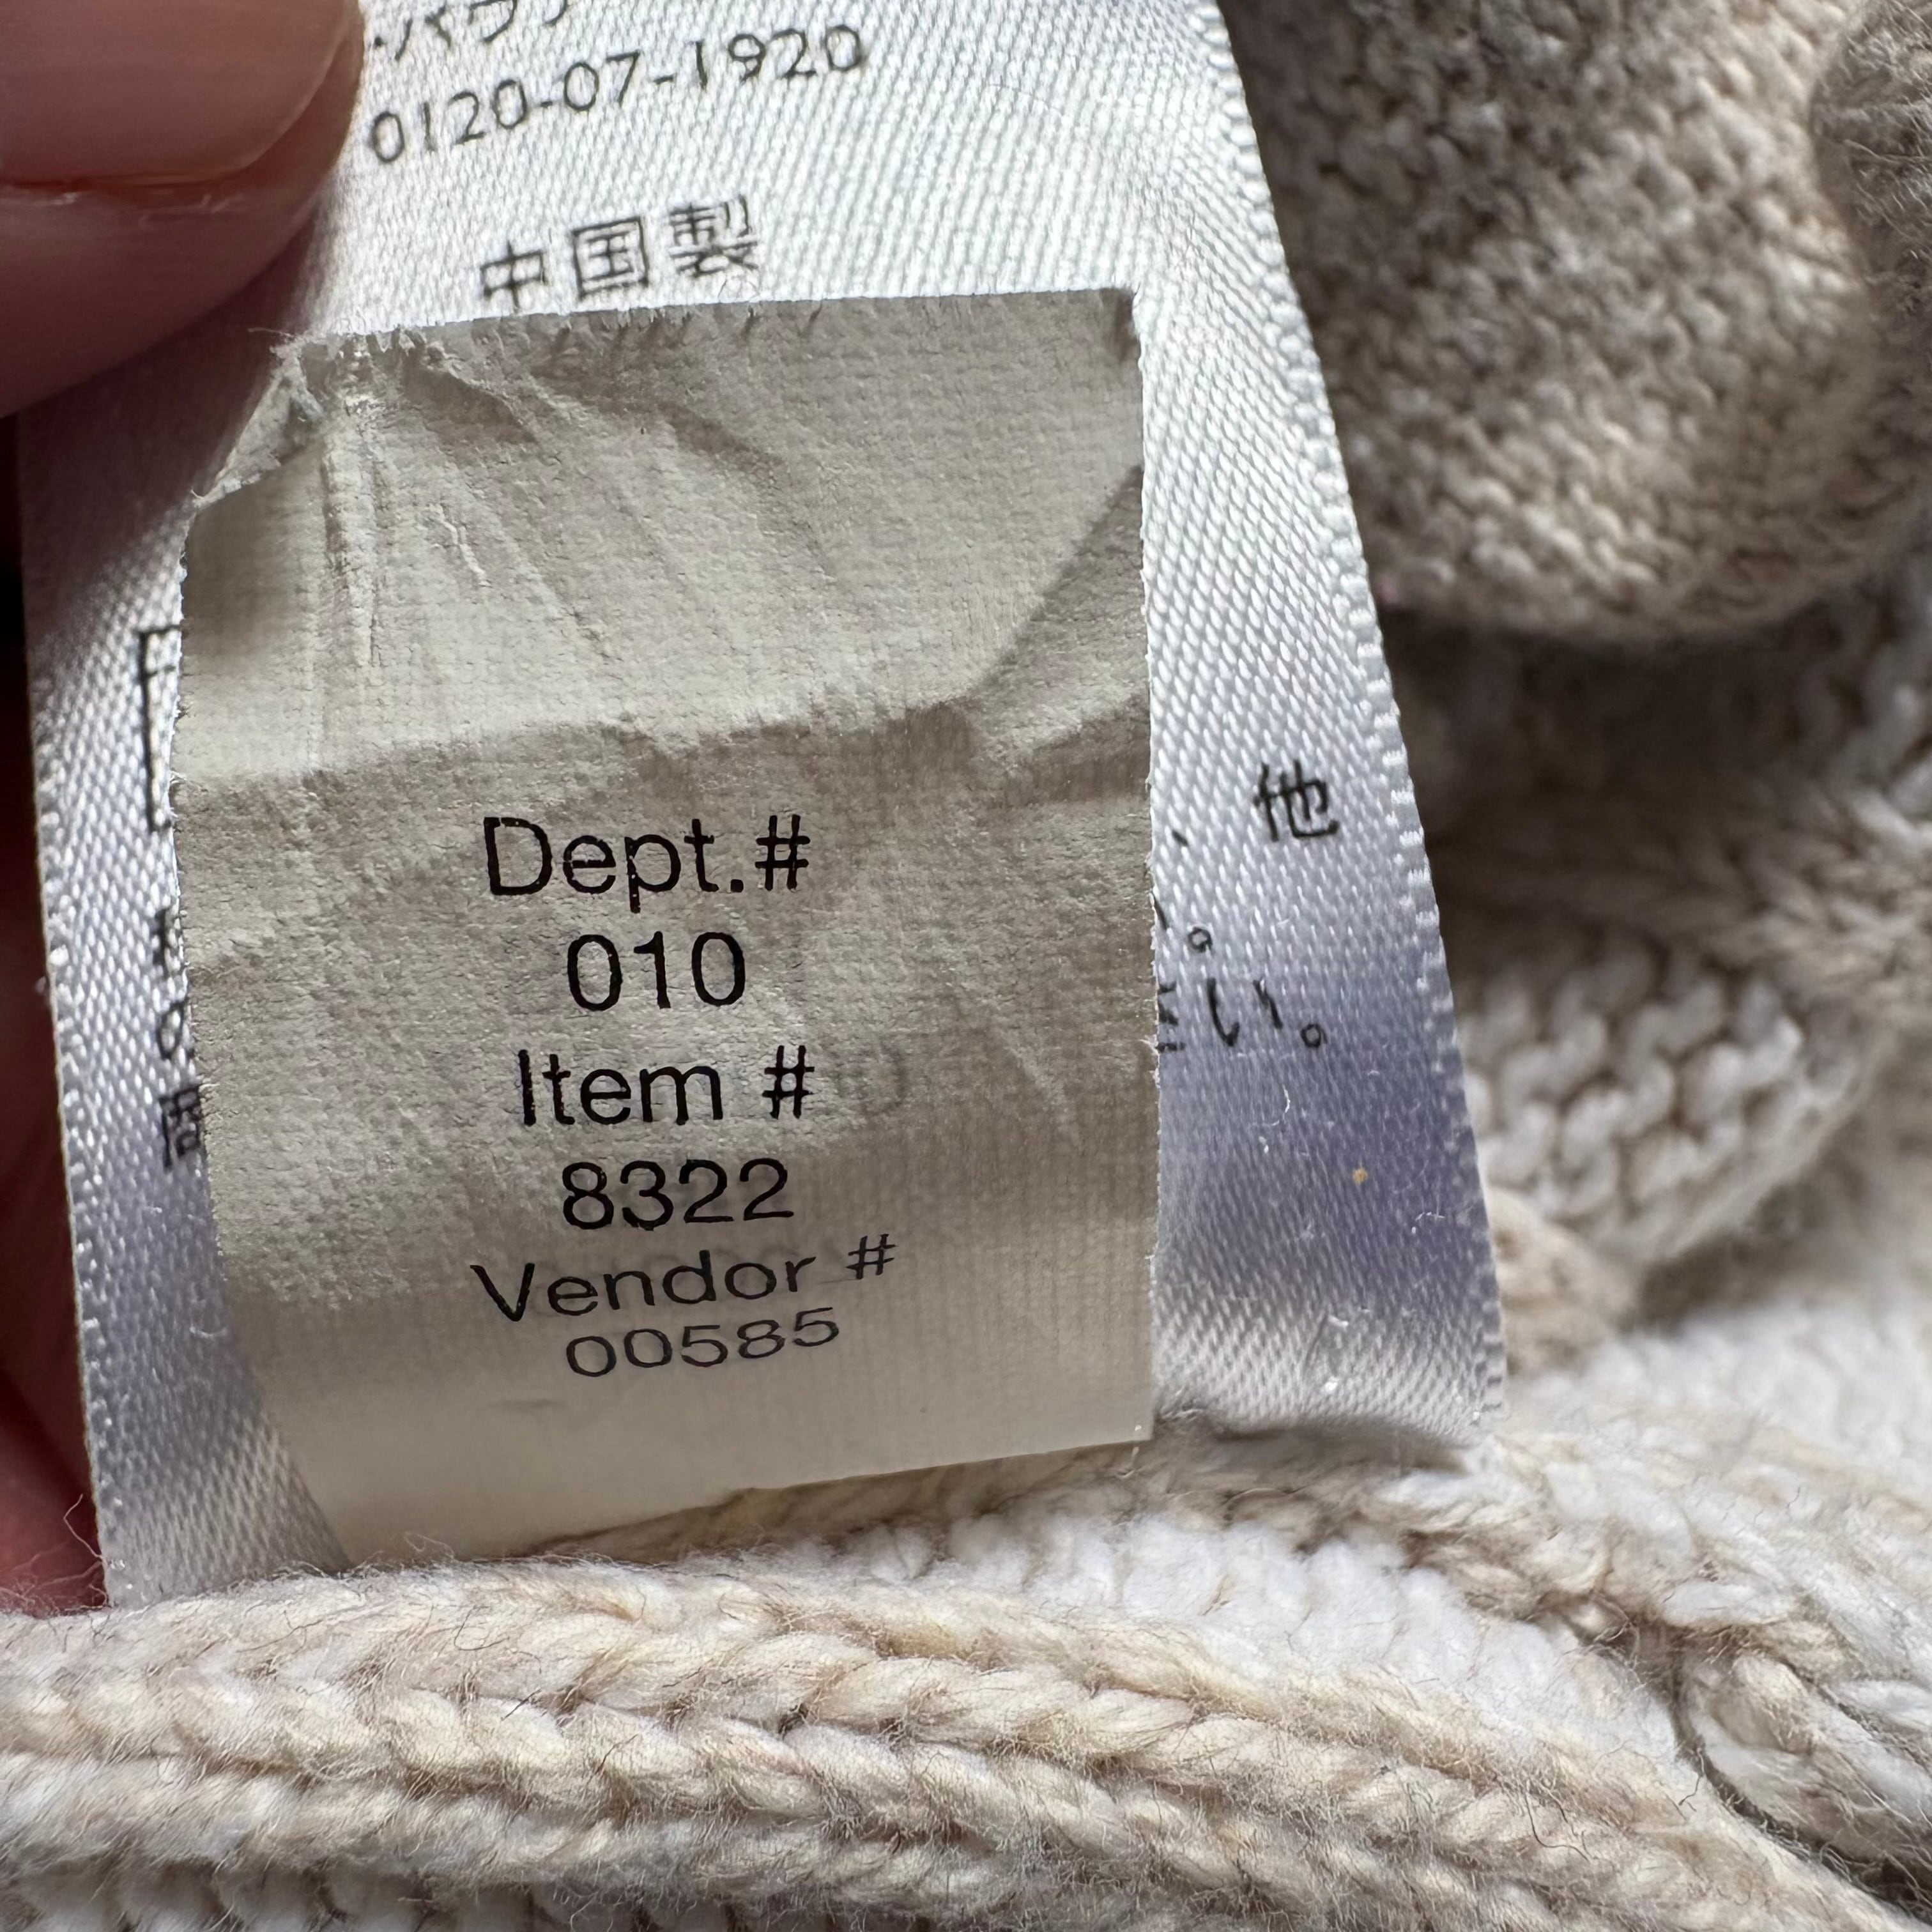 0120-07-1920
中国製
Dept.#
010
Item #
8322
Vendor #
00585
、他
い。